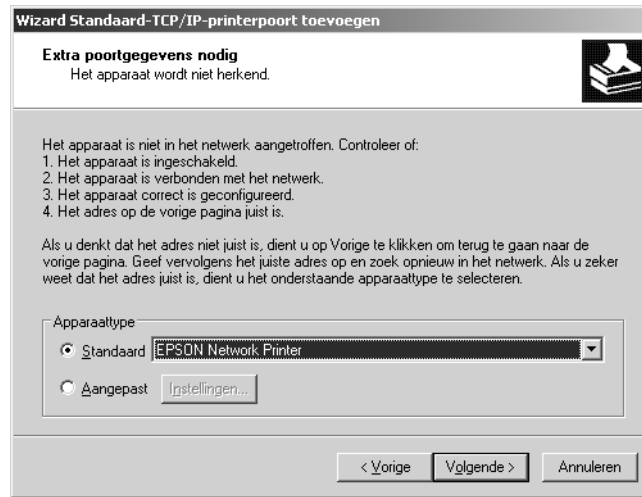 Wizard Standaard-TCP/IP-printerpoort toevoegen
Extra poortgegevens nodig
Het apparaat wordt niet herkend.
Het apparaat is niet in het netwerk aangetroffen. Controleer of:
1. Het apparaat is ingeschakeld.
2. Het apparaat is verbonden met het netwerk.
3. Het apparaat correct is geconfigureerd.
4. Het adres op de vorige pagina juist is.
Als u denkt dat het adres niet juist is, dient u op Vorige te klikken om terug te gaan naar de
vorige pagina. Geef vervolgens het juiste adres op en zoek opnieuw in het netwerk. Als u zeker
weet dat het adres juist is, dient u het onderstaande apparaattype te selecteren.
Apparaattype
Standaard EPSON Network Printer
Aangepast Instellingen...
< Vorige Volgende > Annuleren